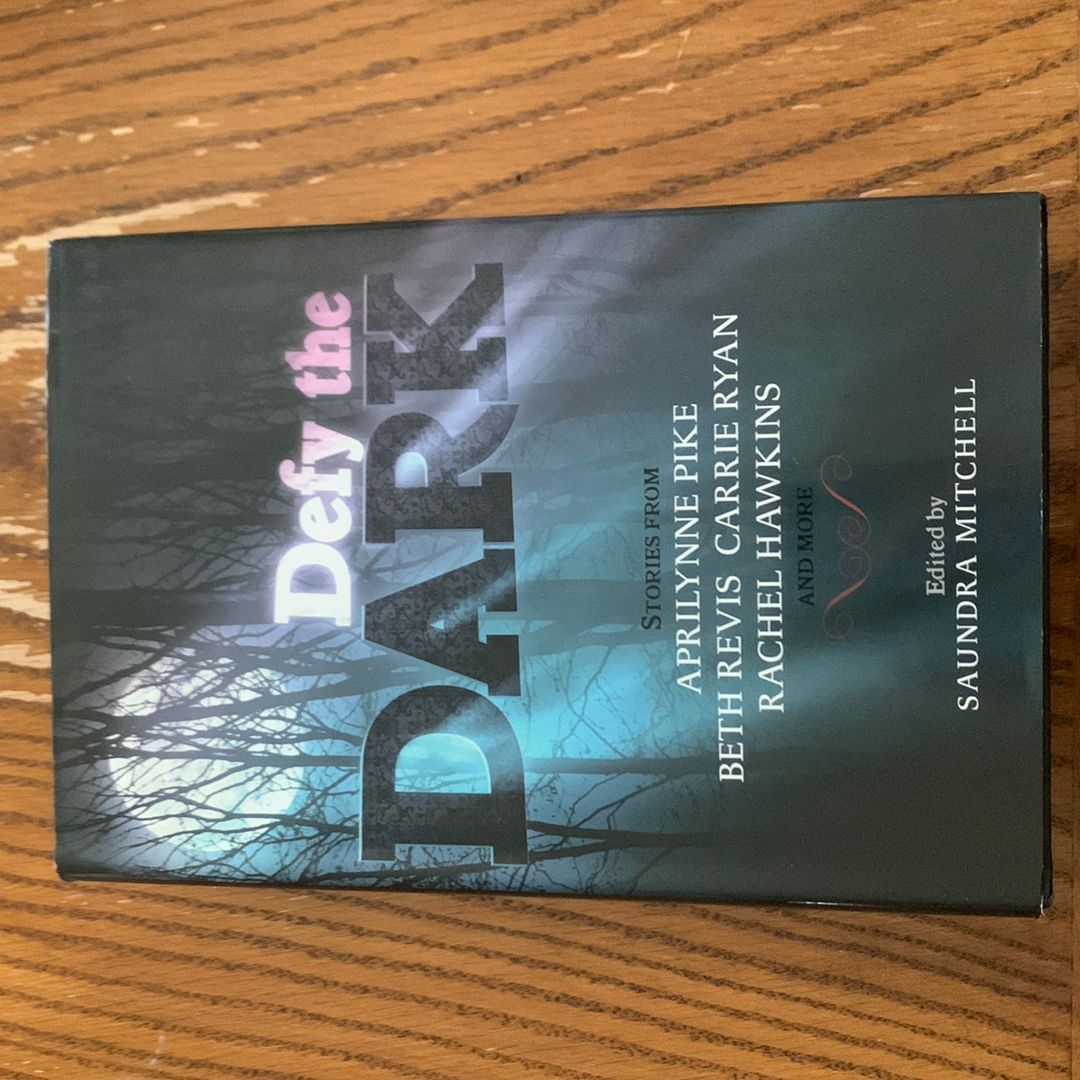 Defy the
DARK
STORIES FROM
APRILYNNE PIKE
BETH REVIS CARRIE RYAN
RACHEL HAWKINS
AND MORE
Edited by
SAUNDRA MITCHELL